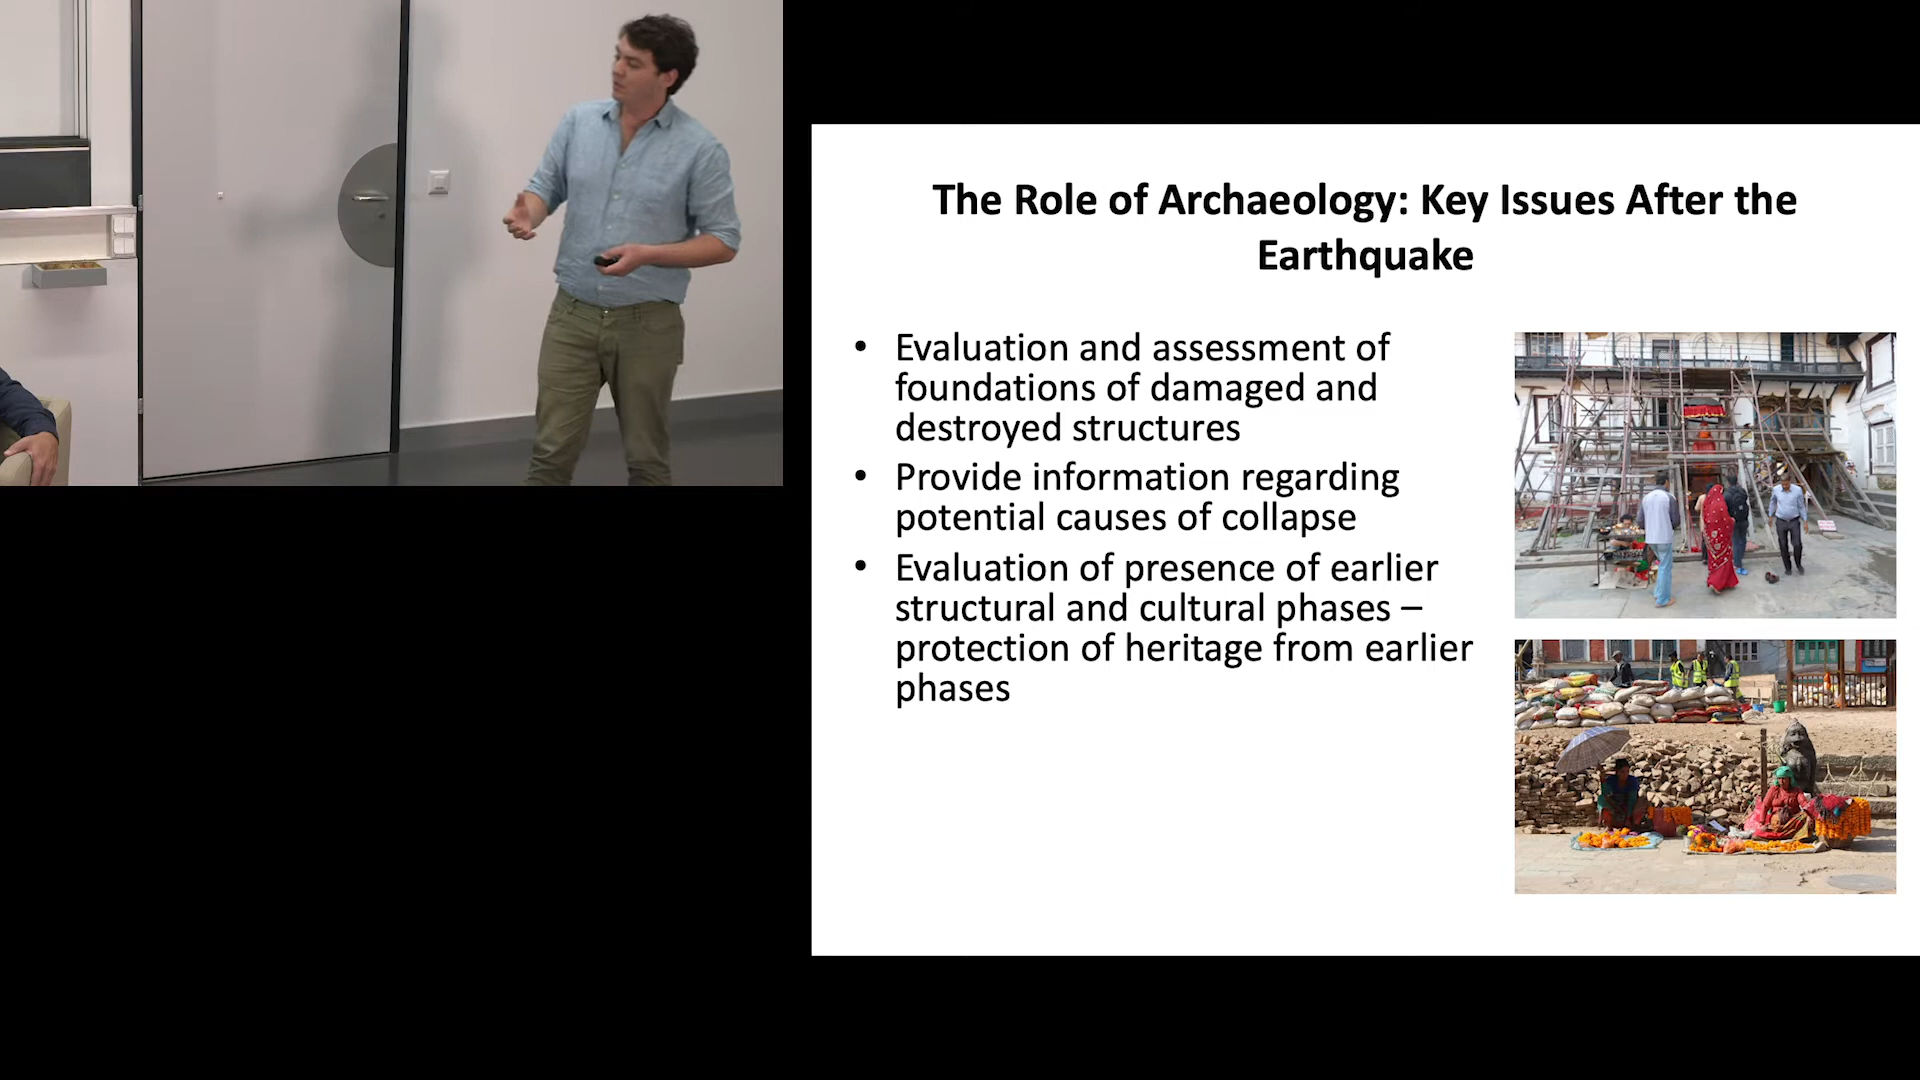 The Role of Archaeology: Key Issues After the
Earthquake
• Evaluation and assessment of
foundations of damaged and
destroyed structures
• Provide information regarding
potential causes of collapse
• Evaluation of presence of earlier
structural and cultural phases –
protection of heritage from earlier
phases